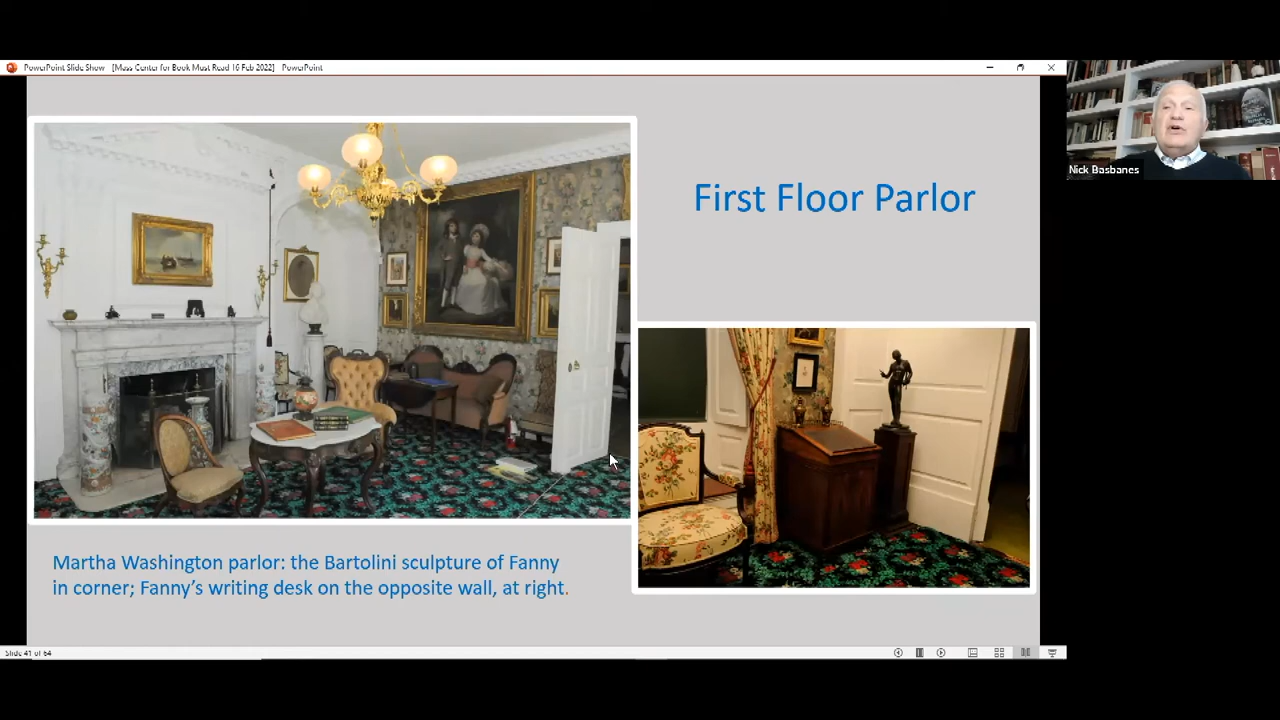 PowerPoint Slide Show - [Mass Center for Book Must Read 16 Feb 2022] - PowerPoint
Nick Basbanes
First Floor Parlor
Martha Washington parlor: the Bartolini sculpture of Fanny
in corner; Fanny's writing desk on the opposite wall, at right.
Slide 41 of 64